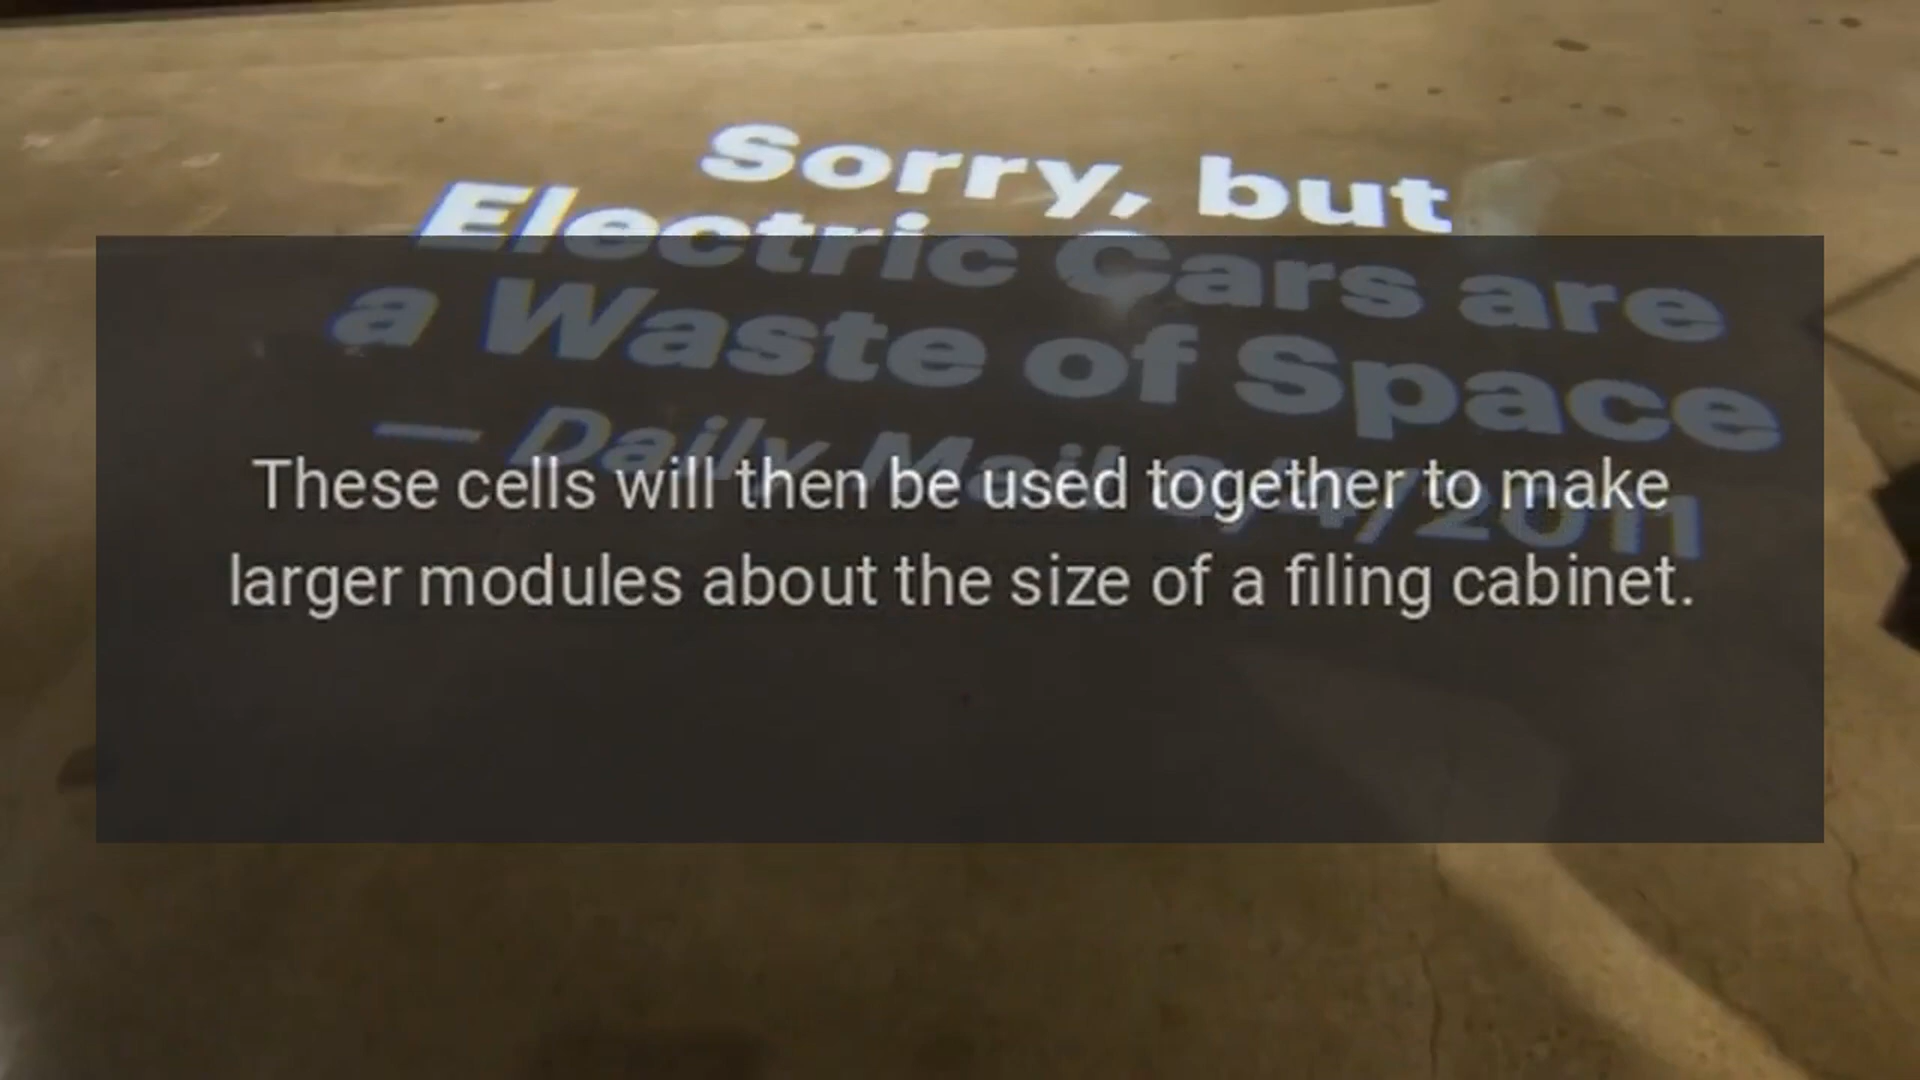 Sorry, but
Electric Cars are
a Waste of Space
— Daily Mail /2011
These cells will then be used together to make
larger modules about the size of a filing cabinet.